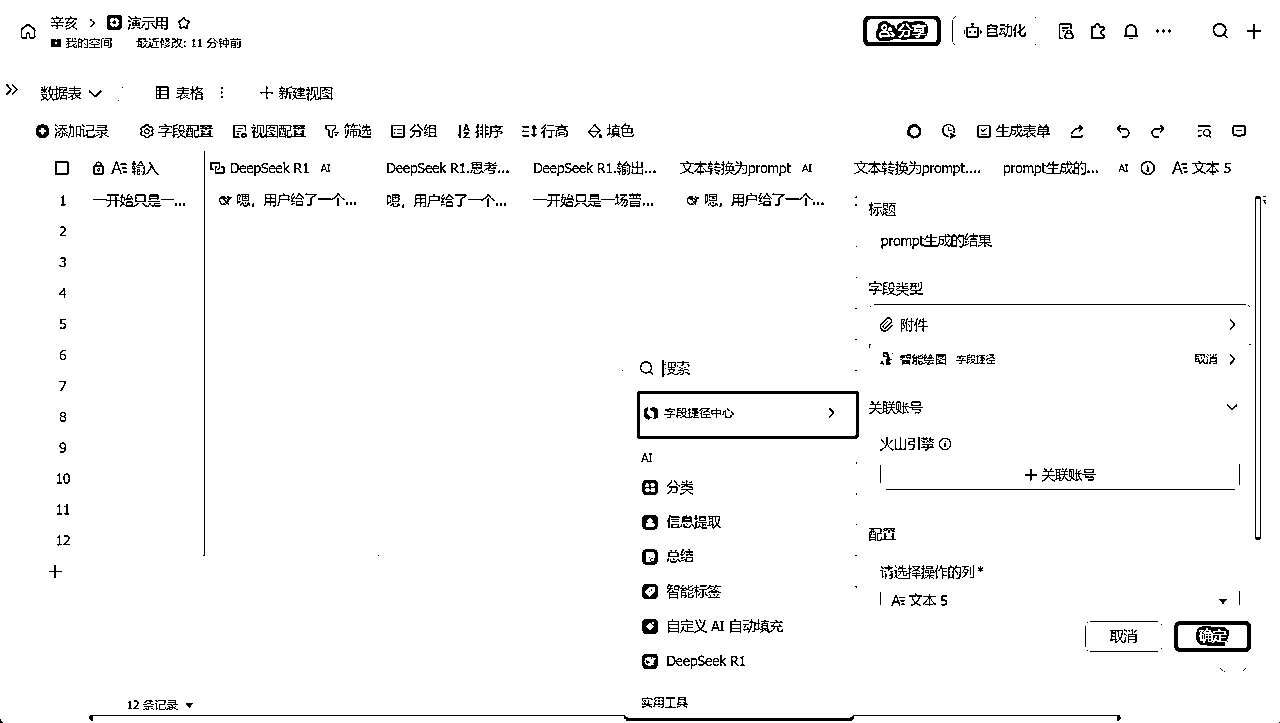 辛亥 > 演示用
我的空间 最近修改: 11 分钟前
分享 自动化
数据表 表格 新建视图
添加记录 字段配置 视图配置 筛选 分组 排序 行高 填色 生成表单
输入 DeepSeek R1 AI DeepSeek R1.思考... DeepSeek R1.输出... 文本转换为prompt AI 文本转换为prompt.... prompt生成的... AI 文本 5
1 一开始只是一... 嗯，用户给了一个... 嗯，用户给了一个... 一开始只是一场普... 嗯，用户给了一个...
2
3
4
5
6
7
8
9
10
11
12
搜索
字段捷径中心
AI
分类
信息提取
总结
智能标签
自定义 AI 自动填充
DeepSeek R1
实用工具
标题
prompt生成的结果
字段类型
附件
智能绘图 字段捷径 取消
关联账号
火山引擎
+ 关联账号
配置
请选择操作的列*
文本 5
取消 确定
12 条记录